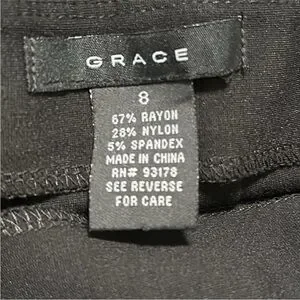 GRACE
8
67% RAYON
28% NYLON
5% SPANDEX
MADE IN CHINA
RN# 93178
SEE REVERSE
FOR CARE